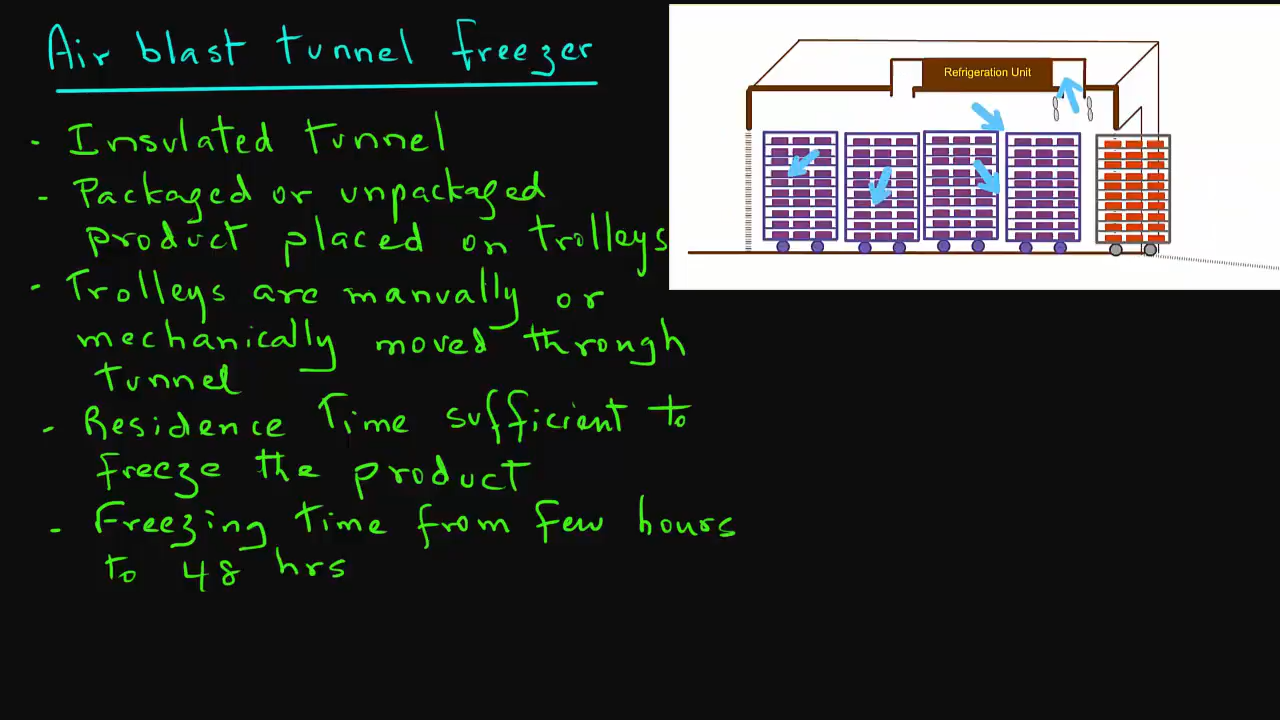 Air blast tunnel freezer
- Insulated tunnel
- Packaged or unpackaged
product placed on trolleys
- Trolleys are manually or
mechanically moved through
tunnel
- Residence Time sufficient to
freeze the product
- Freezing time from few hours
to 48 hrs
Refrigeration Unit